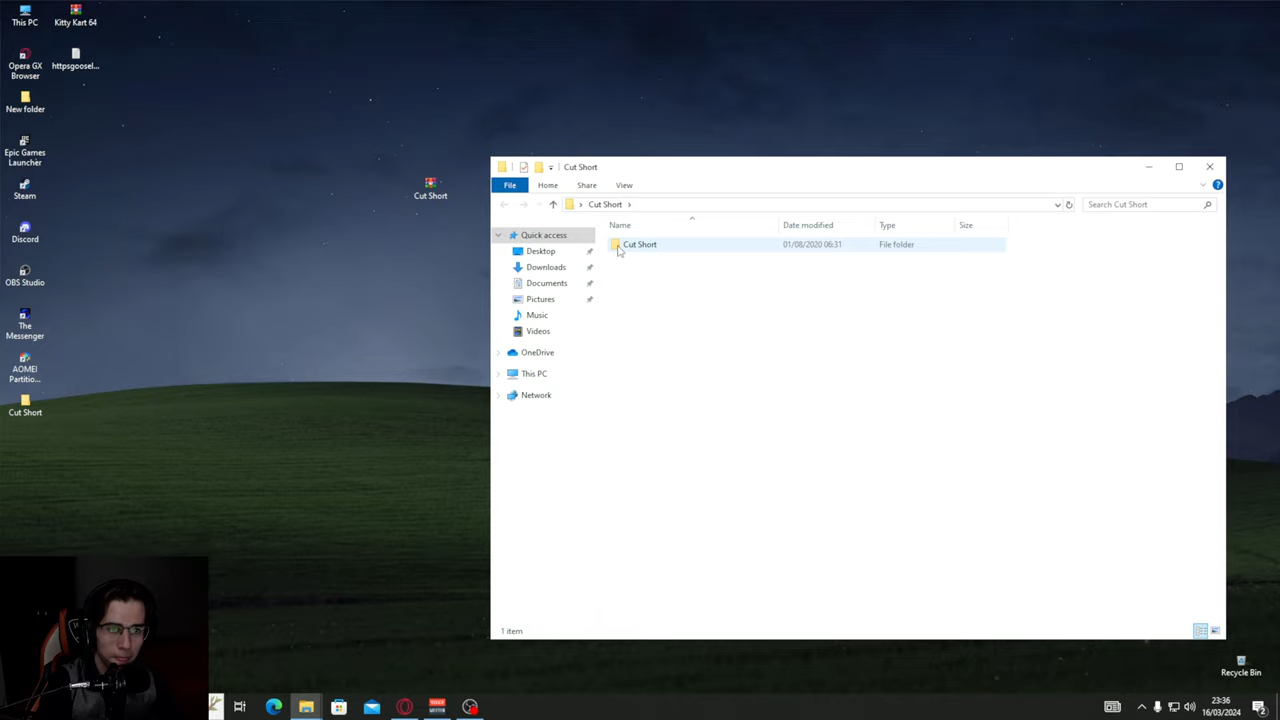 This PC
Kitty Kart 64
Opera GX
Browser
httpsgoosel...
New folder
Epic Games
Launcher
Steam
Discord
OBS Studio
The
Messenger
AOMEI
Partitio...
Cut Short
Cut Short
Cut Short
File
Home
Share
View
Cut Short
Search Cut Short
Name
Date modified
Type
Size
Quick access
Desktop
Downloads
Documents
Pictures
Music
Videos
OneDrive
This PC
Network
Cut Short
01/08/2020 06:31
File folder
1 item
Recycle Bin
23:36
16/03/2024
2